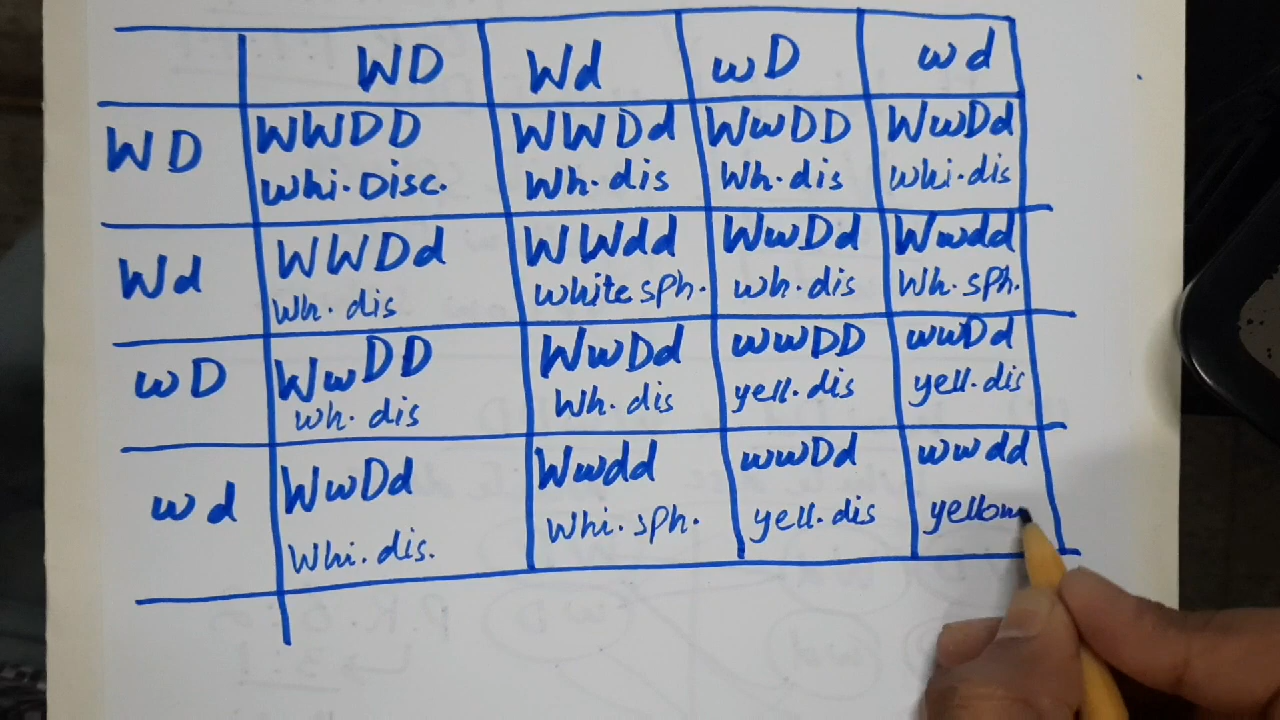 WD Wd wD wd
WD WWDD WWDd WwDD WwDd
Whi.Disc. Wh.dis Wh.dis Whi.dis
Wd WWDd WWdd WwDd Wwdd
Wh.dis White sph. wh.dis Wh.sph.
wD WwDD WwDd wwDD wwDd
Wh.dis Wh.dis yell.dis yell.dis
wd WwDd Wwdd wwDd wwdd
Whi.dis. Whi.sph. yell.dis yellow